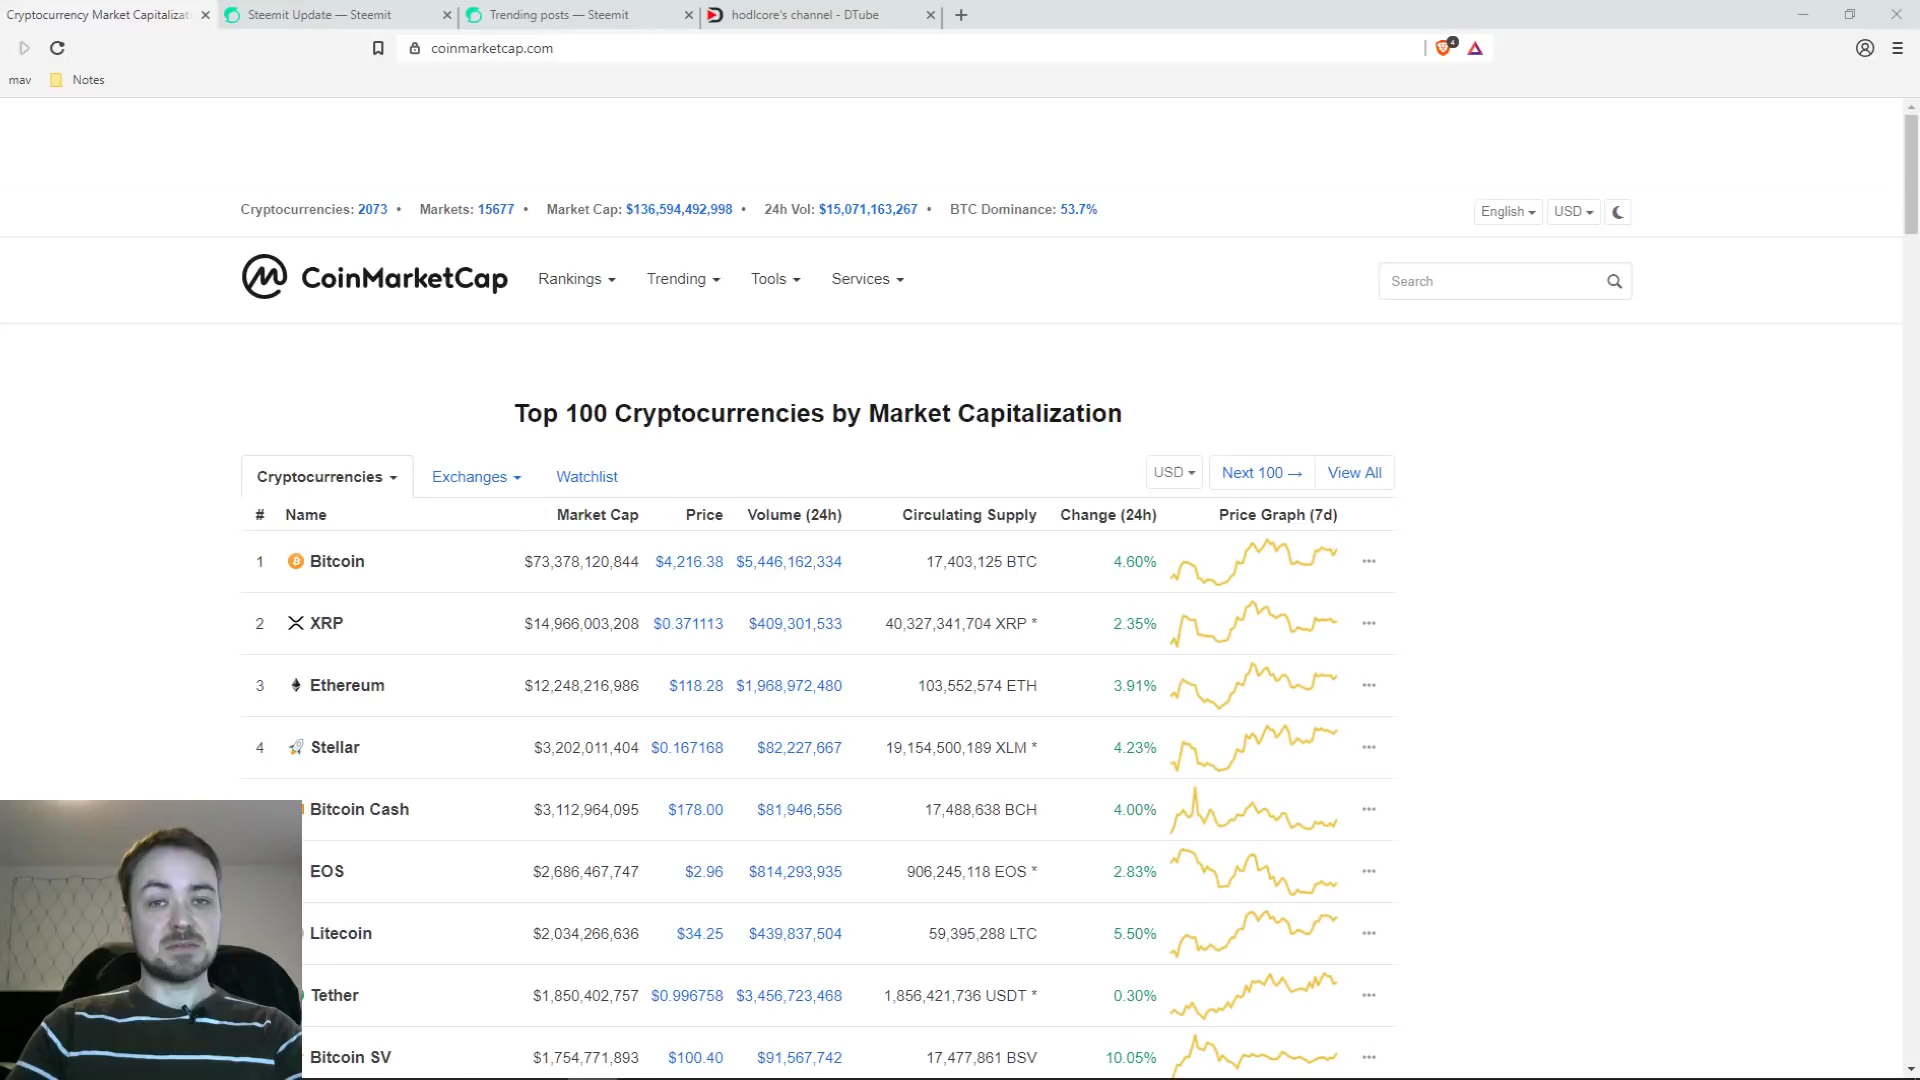 Cryptocurrency Market Capitalizat
Steemit Update — Steemit
Trending posts — Steemit
hodlcore's channel - DTube
coinmarketcap.com
4
mav
Notes
Cryptocurrencies: 2073 • Markets: 15677 • Market Cap: $136,594,492,998 • 24h Vol: $15,071,163,267 • BTC Dominance: 53.7%
English
USD
CoinMarketCap
Rankings
Trending
Tools
Services
Search
Top 100 Cryptocurrencies by Market Capitalization
Cryptocurrencies
Exchanges
Watchlist
USD
Next 100 →
View All
# Name Market Cap Price Volume (24h) Circulating Supply Change (24h) Price Graph (7d)
1 Bitcoin $73,378,120,844 $4,216.38 $5,446,162,334 17,403,125 BTC 4.60%
2 XRP $14,966,003,208 $0.371113 $409,301,533 40,327,341,704 XRP * 2.35%
3 Ethereum $12,248,216,986 $118.28 $1,968,972,480 103,552,574 ETH 3.91%
4 Stellar $3,202,011,404 $0.167168 $82,227,667 19,154,500,189 XLM * 4.23%
Bitcoin Cash $3,112,964,095 $178.00 $81,946,556 17,488,638 BCH 4.00%
EOS $2,686,467,747 $2.96 $814,293,935 906,245,118 EOS * 2.83%
Litecoin $2,034,266,636 $34.25 $439,837,504 59,395,288 LTC 5.50%
Tether $1,850,402,757 $0.996758 $3,456,723,468 1,856,421,736 USDT * 0.30%
Bitcoin SV $1,754,771,893 $100.40 $91,567,742 17,477,861 BSV 10.05%